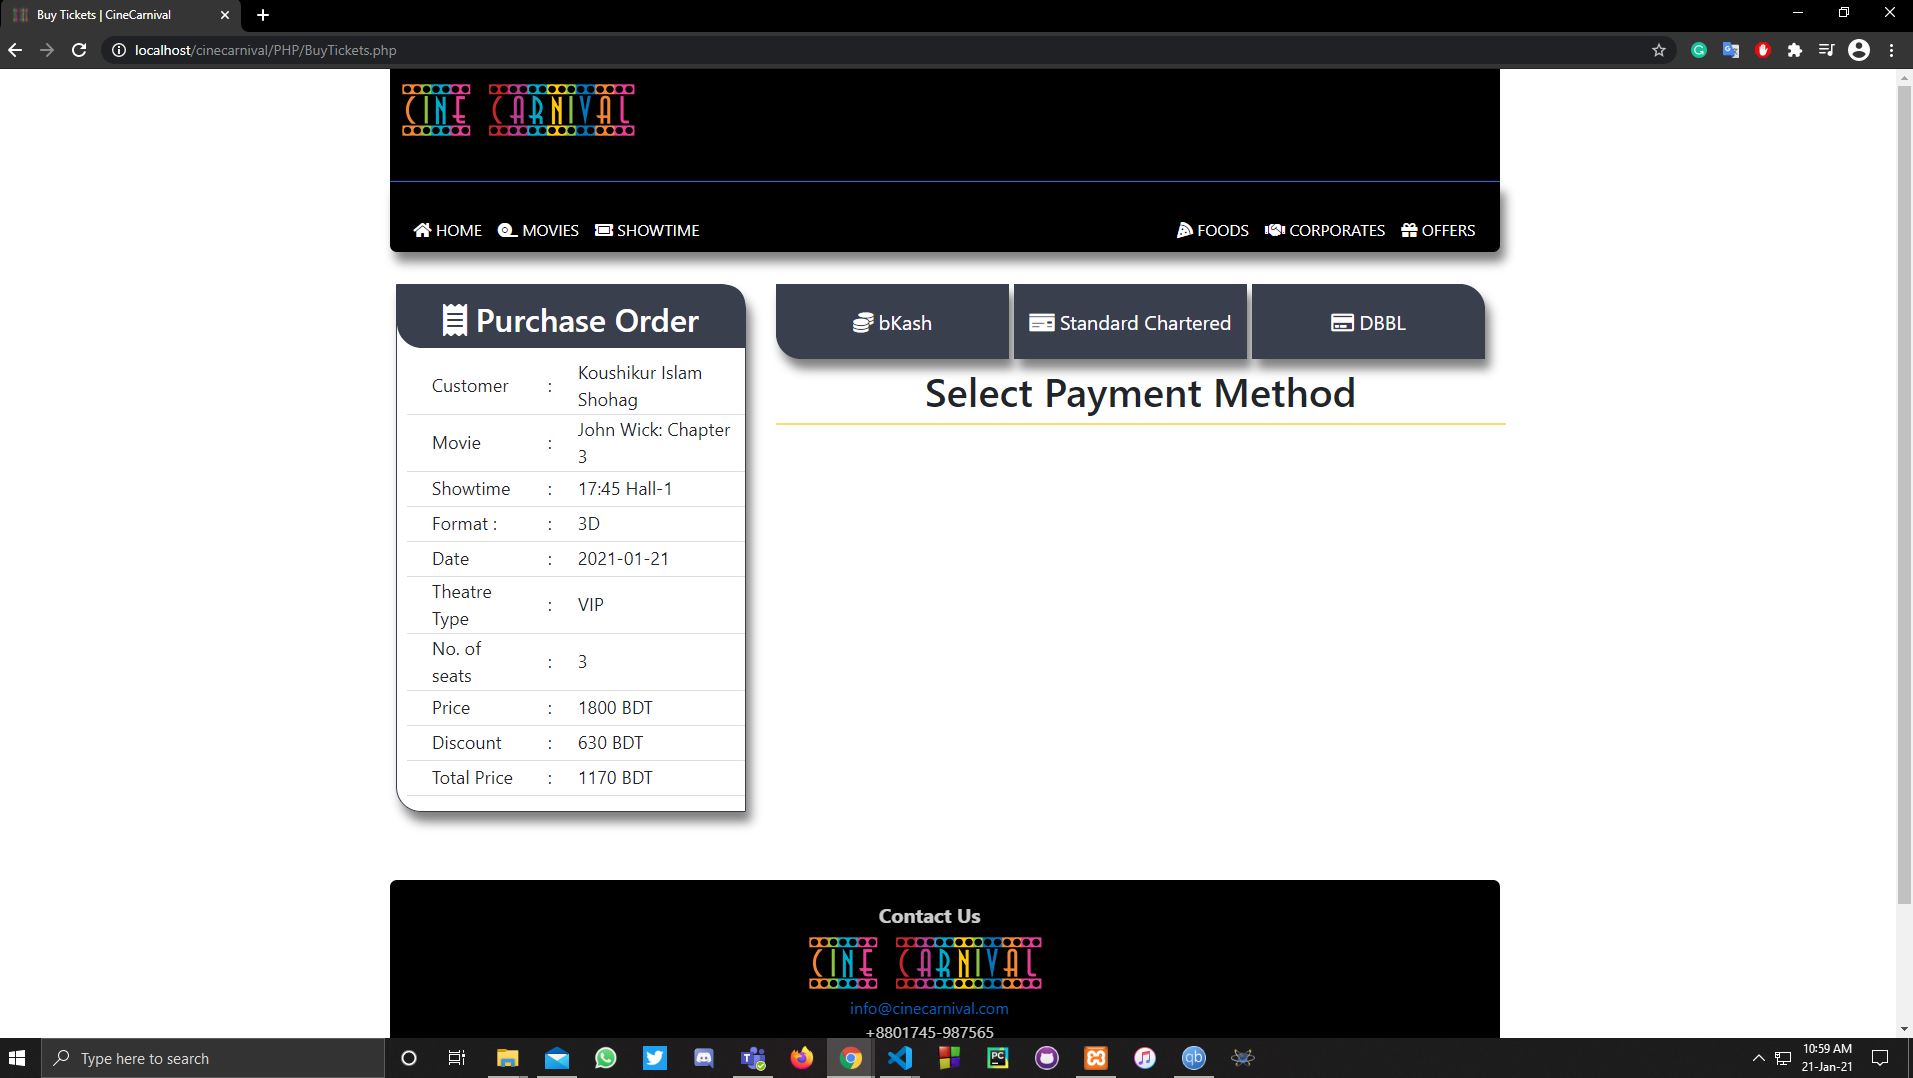 Buy Tickets | CineCarnival
localhost/cinecarnival/PHP/BuyTickets.php
CINE CARNIVAL
HOME MOVIES SHOWTIME FOODS CORPORATES OFFERS
Purchase Order
Customer : Koushikur Islam
Shohag
Movie : John Wick: Chapter
3
Showtime : 17:45 Hall-1
Format : : 3D
Date : 2021-01-21
Theatre
Type : VIP
No. of
seats : 3
Price : 1800 BDT
Discount : 630 BDT
Total Price : 1170 BDT
bKash Standard Chartered DBBL
Select Payment Method
Contact Us
CINE CARNIVAL
info@cinecarnival.com
+8801745-987565
Type here to search
PC
qb
10:59 AM
21-Jan-21